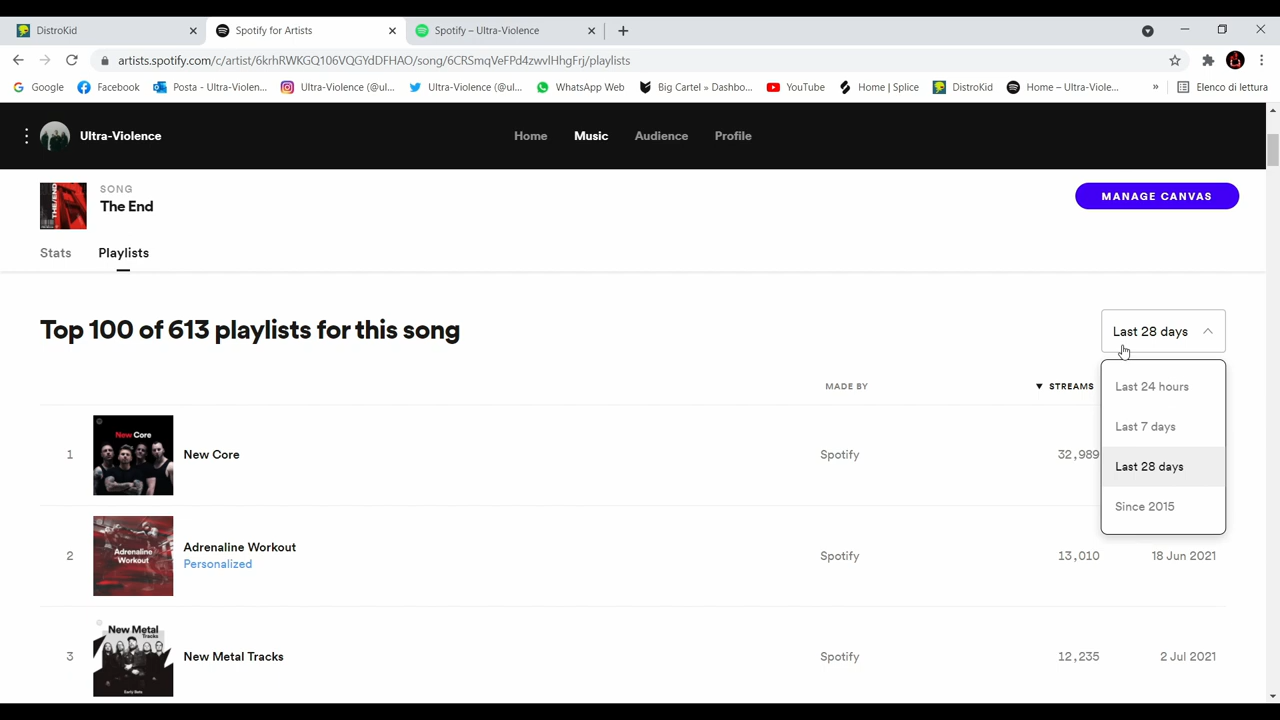 DistroKid
Spotify for Artists
Spotify – Ultra-Violence
artists.spotify.com/c/artist/6krhRWKGQ106VQGYdDFHAO/song/6CRSmqVeFPd4zwvlHhgFrj/playlists
Google
Facebook
Posta - Ultra-Violen...
Ultra-Violence (@ul...
Ultra-Violence (@ul...
WhatsApp Web
Big Cartel » Dashbo...
YouTube
Home | Splice
DistroKid
Home – Ultra-Viole...
»
Elenco di lettura
Ultra-Violence
Home
Music
Audience
Profile
SONG
The End
MANAGE CANVAS
Stats
Playlists
Top 100 of 613 playlists for this song
Last 28 days
MADE BY
STREAMS
Last 24 hours
Last 7 days
Last 28 days
Since 2015
1
New Core
New Core
Spotify
32,989
2
Adrenaline
Workout
Adrenaline Workout
Personalized
Spotify
13,010
18 Jun 2021
3
New Metal
Tracks
New Metal Tracks
Spotify
12,235
2 Jul 2021